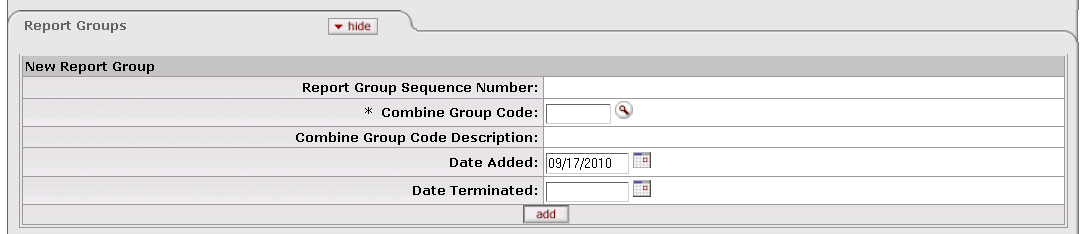 Report Groups hide
New Report Group
Report Group Sequence Number:
* Combine Group Code:
Combine Group Code Description:
Date Added: 09/17/2010
Date Terminated:
add